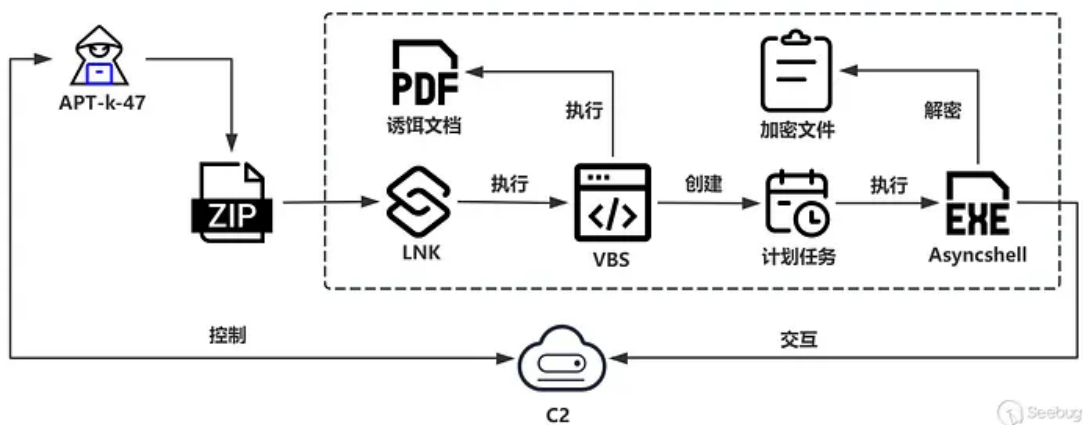 APT-k-47
ZIP
PDF
诱饵文档
执行
加密文件
解密
LNK
执行
VBS
创建
计划任务
执行
EXE
Asyncshell
控制
交互
C2
Seebug